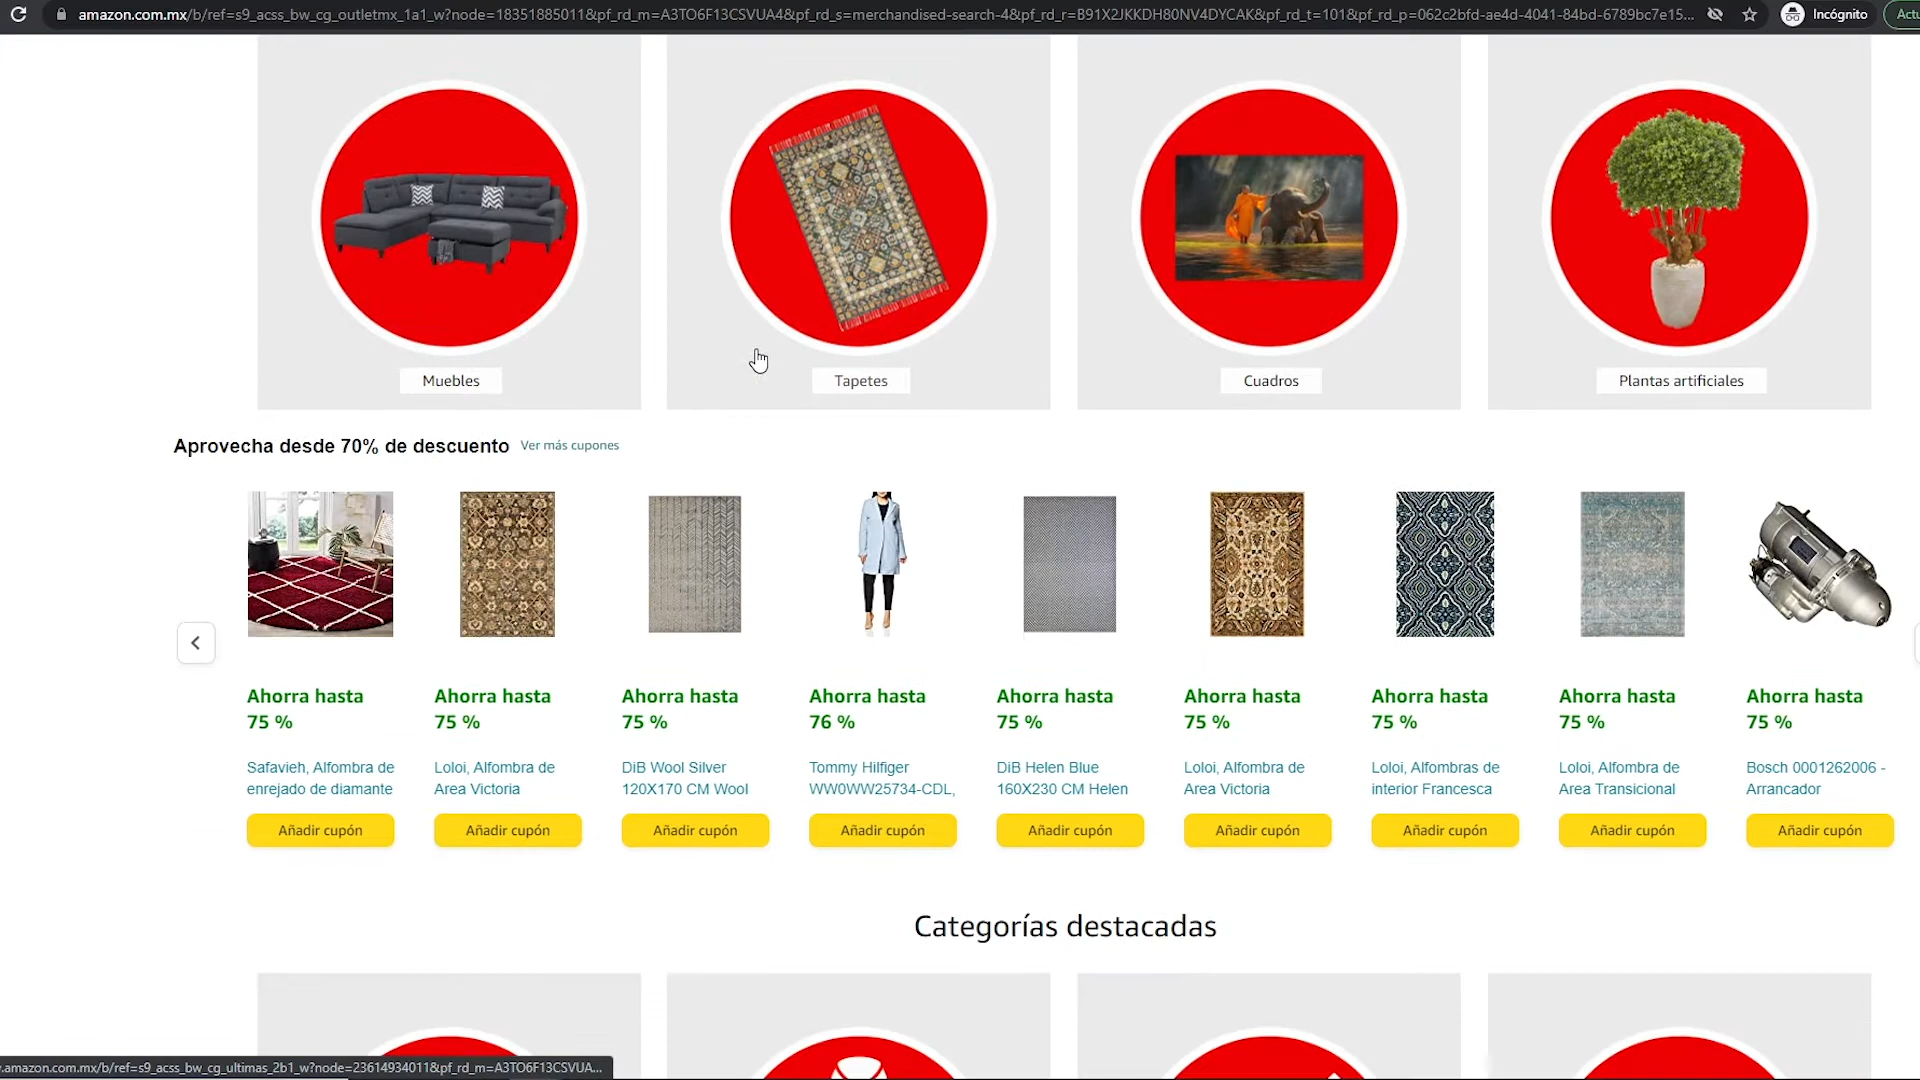 amazon.com.mx/b/ref=s9_acss_bw_cg_outletmx_1a1_w?node=18351885011&pf_rd_m=A3TO6F13CSVUA4&pf_rd_s=merchandised-search-4&pf_rd_r=B91X2JKKDH80NV4DYCAK&pf_rd_t=101&pf_rd_p=062c2bfd-ae4d-4041-84bd-6789bc7e15... Incógnito Actu
Muebles Tapetes Cuadros Plantas artificiales
Aprovecha desde 70% de descuento Ver más cupones
Ahorra hasta Ahorra hasta Ahorra hasta Ahorra hasta Ahorra hasta Ahorra hasta Ahorra hasta Ahorra hasta Ahorra hasta
75 % 75 % 75 % 76 % 75 % 75 % 75 % 75 % 75 %
Safavieh, Alfombra de Loloi, Alfombra de DiB Wool Silver Tommy Hilfiger DiB Helen Blue Loloi, Alfombra de Loloi, Alfombras de Loloi, Alfombra de Bosch 0001262006 -
enrejado de diamante Area Victoria 120X170 CM Wool WW0WW25734-CDL, 160X230 CM Helen Area Victoria interior Francesca Area Transicional Arrancador
Añadir cupón Añadir cupón Añadir cupón Añadir cupón Añadir cupón Añadir cupón Añadir cupón Añadir cupón Añadir cupón
Categorías destacadas
.amazon.com.mx/b/ref=s9_acss_bw_cg_ultimas_2b1_w?node=23614934011&pf_rd_m=A3TO6F13CSVUA...